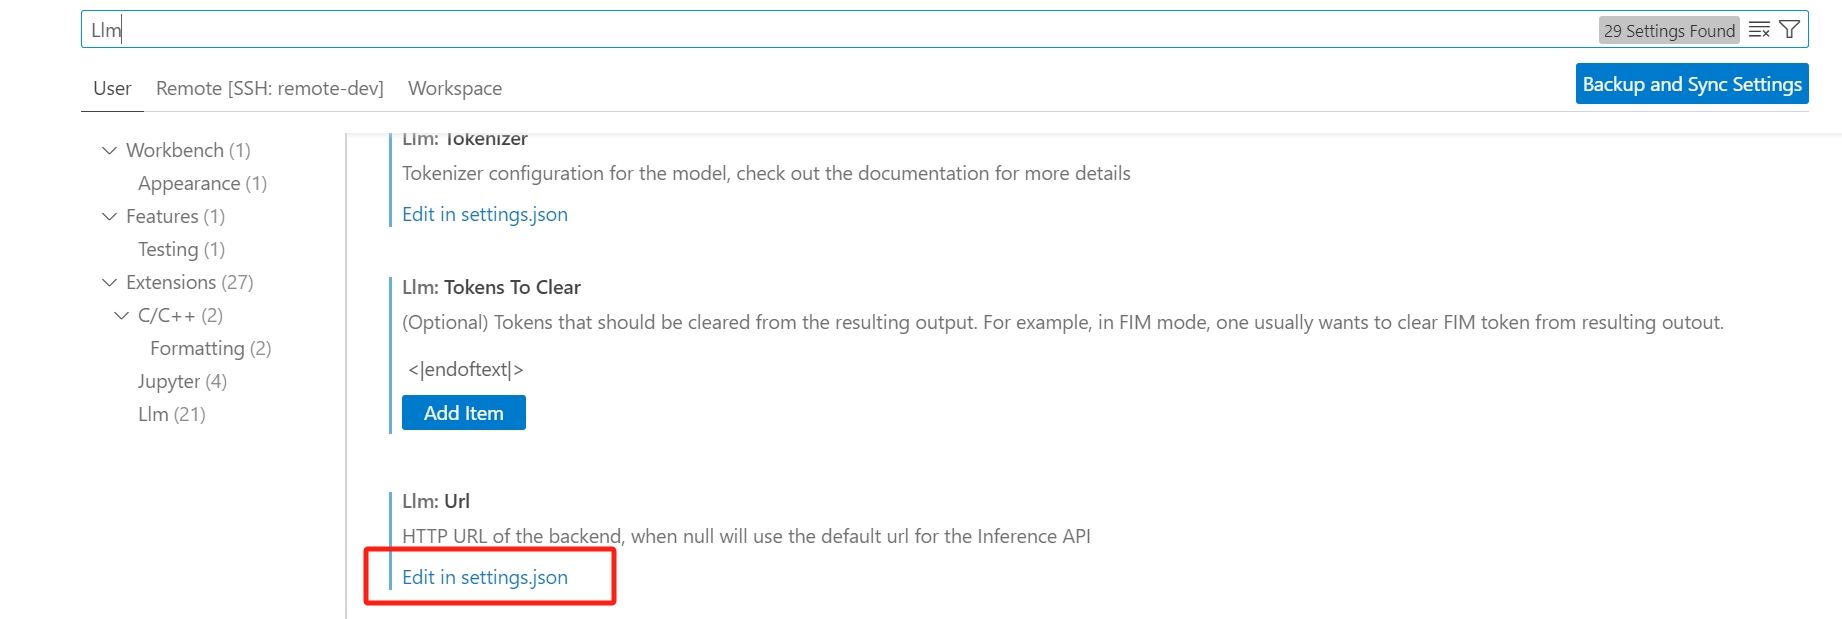 Llm
29 Settings Found
User Remote [SSH: remote-dev] Workspace
Backup and Sync Settings
Workbench (1)
Appearance (1)
Features (1)
Testing (1)
Extensions (27)
C/C++ (2)
Formatting (2)
Jupyter (4)
Llm (21)
Llm: Tokenizer
Tokenizer configuration for the model, check out the documentation for more details
Edit in settings.json
Llm: Tokens To Clear
(Optional) Tokens that should be cleared from the resulting output. For example, in FIM mode, one usually wants to clear FIM token from resulting outout.
<|endoftext|>
Add Item
Llm: Url
HTTP URL of the backend, when null will use the default url for the Inference API
Edit in settings.json